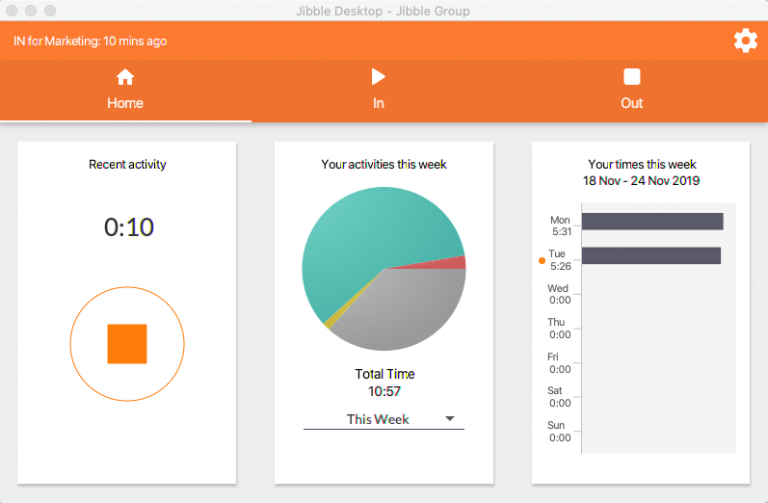 Jibble Desktop - Jibble Group
IN for Marketing: 10 mins ago
Home
In
Out
Recent activity
0:10
Your activities this week
Total Time
10:57
This Week
Your times this week
18 Nov - 24 Nov 2019
Mon
5:31
Tue
5:26
Wed
0:00
Thu
0:00
Fri
0:00
Sat
0:00
Sun
0:00